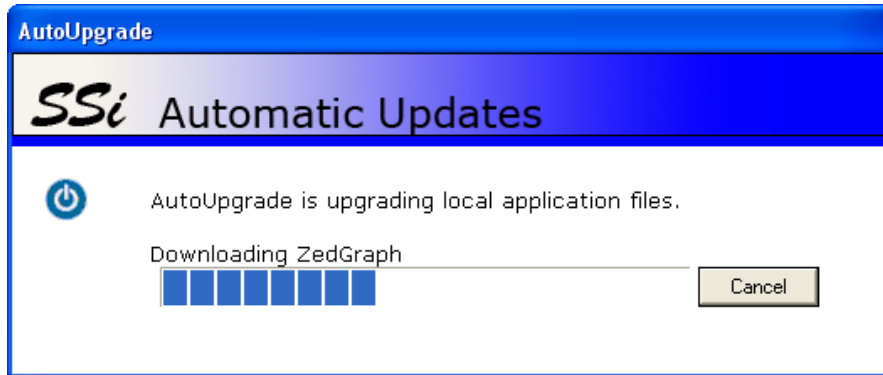 AutoUpgrade
SSi Automatic Updates
AutoUpgrade is upgrading local application files.
Downloading ZedGraph
Cancel